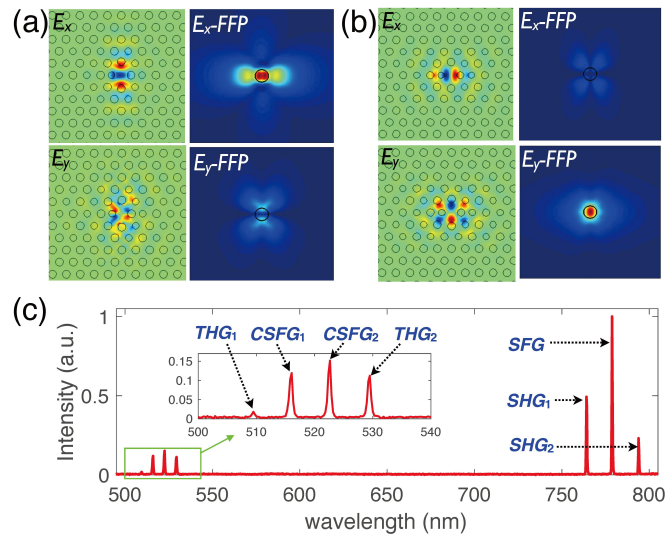 (a)
Ex
Ex-FFP
Ey
Ey-FFP
(b)
Ex
Ex-FFP
Ey
Ey-FFP
(c)
THG1
CSFG1
CSFG2
THG2
0.15
0.1
0.05
0
500
510
520
530
540
SFG
SHG1
SHG2
1
0.5
0
Intensity (a.u.)
500
550
600
650
700
750
800
wavelength (nm)